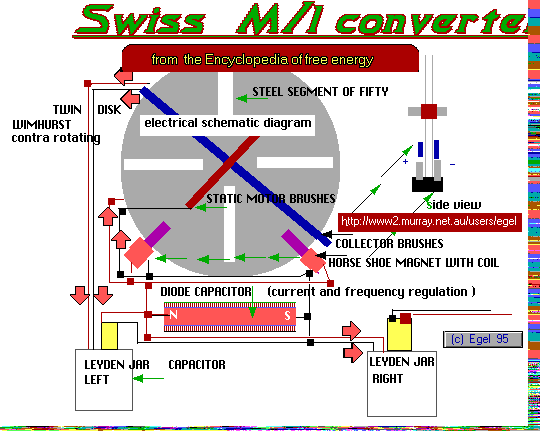 Swiss M/l converte
from the Encyclopedia of free energy
STEEL SEGMENT OF FIFTY
TWIN DISK
WIMHURST
contra rotating
electrical schematic diagram
+
-
STATIC MOTOR BRUSHES
side view
http://www2.murray.net.au/users/egel
COLLECTOR BRUSHES
HORSE SHOE MAGNET WITH COIL
DIODE CAPACITOR (current and frequency regulation )
N S
(c) Egel 95
LEYDEN JAR
LEFT
CAPACITOR
LEYDEN JAR
RIGHT